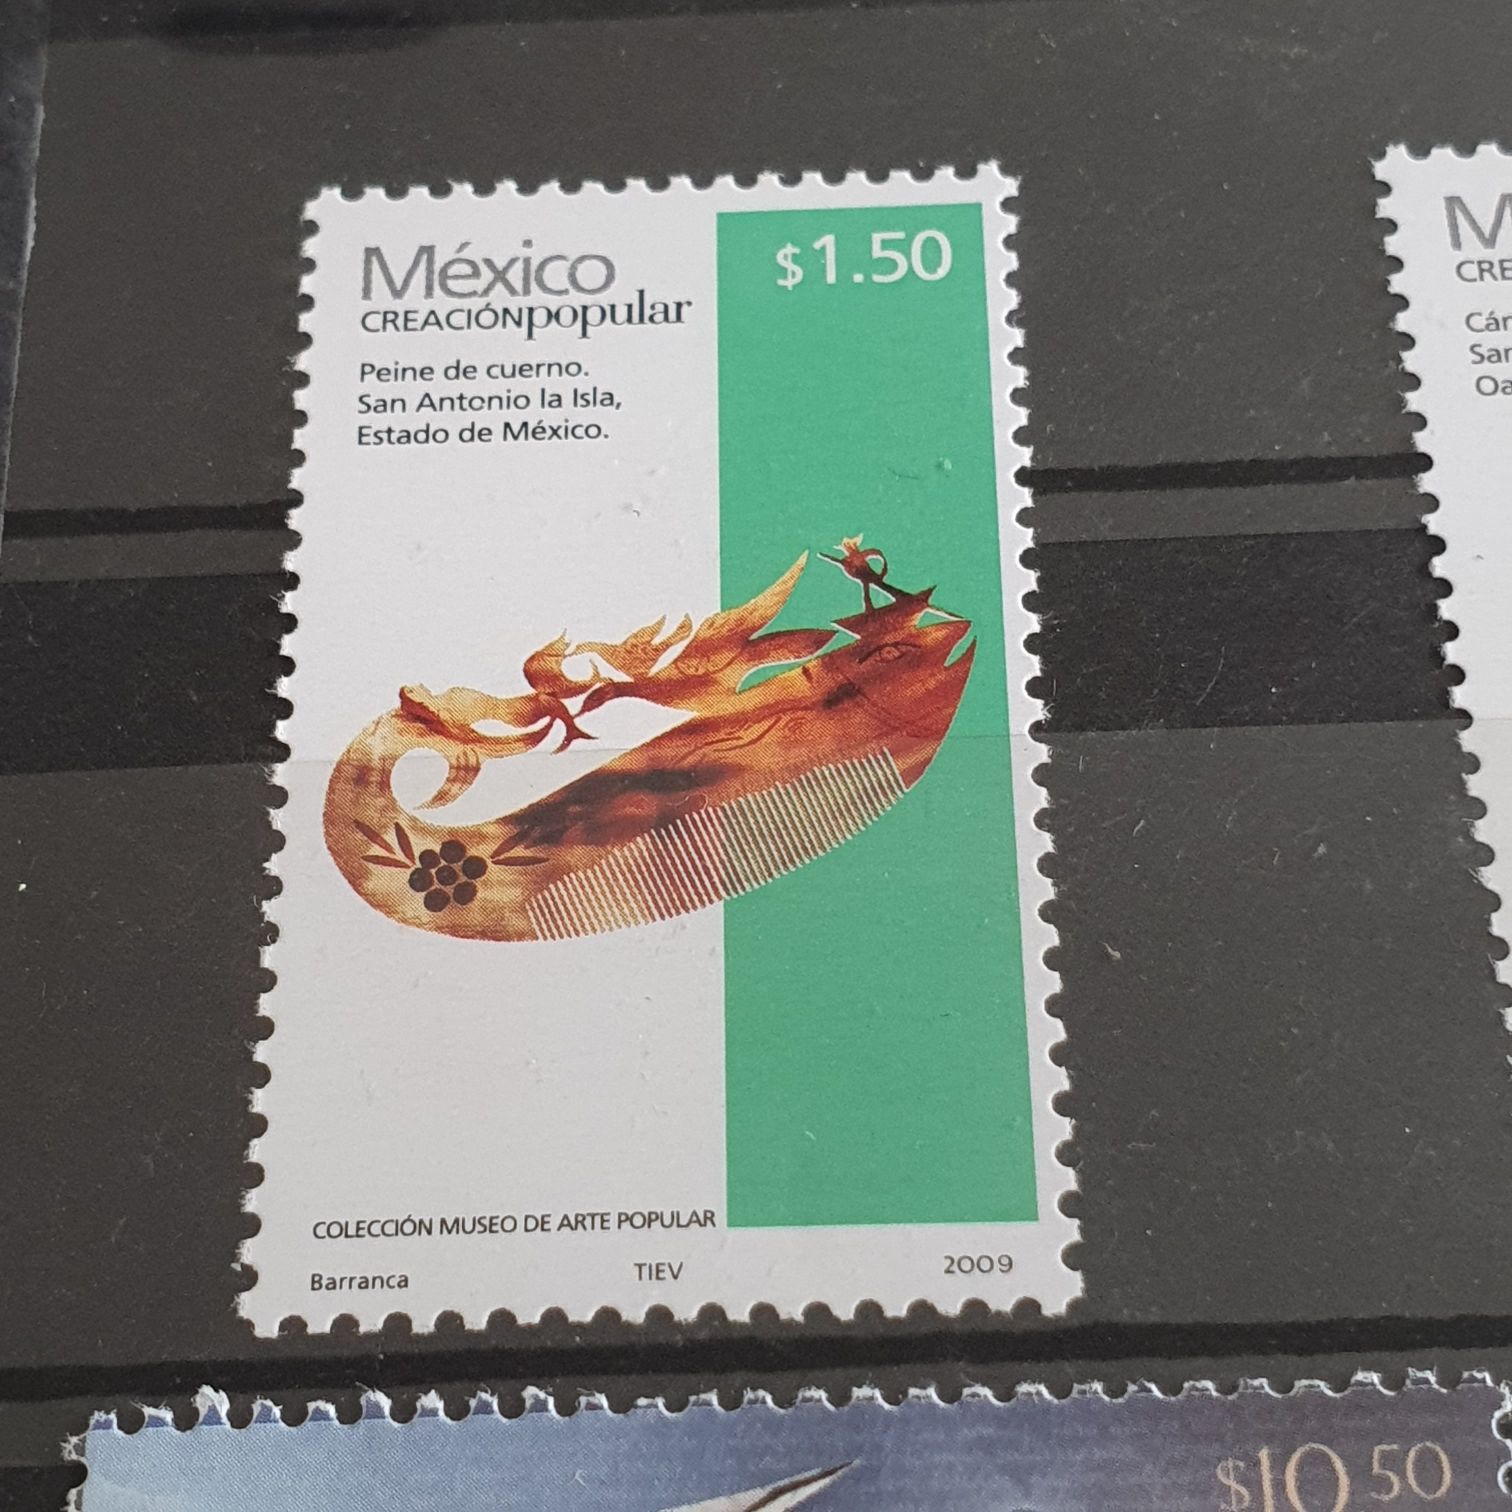 México
CREACIÓNpopular
$1.50
Peine de cuerno.
San Antonio la Isla,
Estado de México.
COLECCIÓN MUSEO DE ARTE POPULAR
Barranca TIEV 2009
$10.50